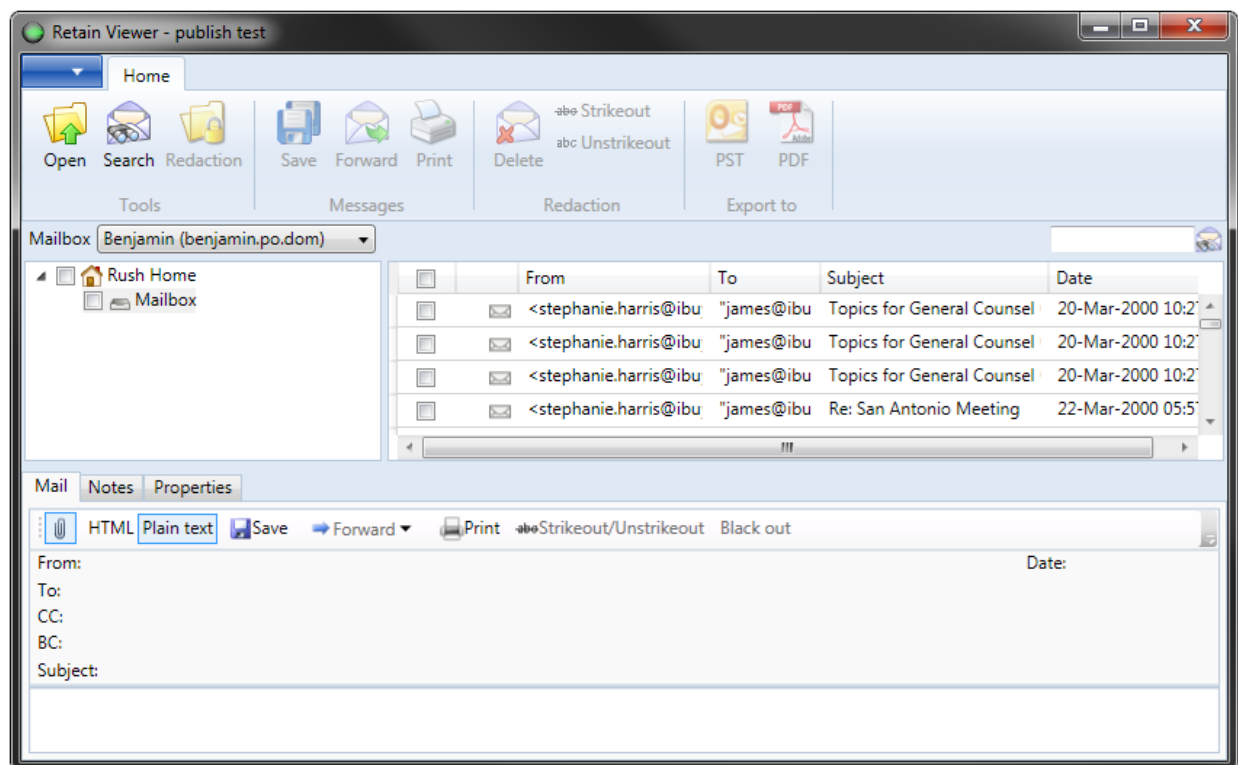 Retain Viewer - publish test
Home
Open Search Redaction Save Forward Print Delete abc Strikeout abc Unstrikeout PST PDF
Tools Messages Redaction Export to
Mailbox Benjamin (benjamin.po.dom)
Rush Home
Mailbox
From To Subject Date
<stephanie.harris@ibu "james@ibu Topics for General Counsel 20-Mar-2000 10:2
<stephanie.harris@ibu "james@ibu Topics for General Counsel 20-Mar-2000 10:2
<stephanie.harris@ibu "james@ibu Topics for General Counsel 20-Mar-2000 10:2
<stephanie.harris@ibu "james@ibu Re: San Antonio Meeting 22-Mar-2000 05:5
Mail Notes Properties
HTML Plain text Save Forward Print abc Strikeout/Unstrikeout Black out
From: Date:
To:
CC:
BC:
Subject: